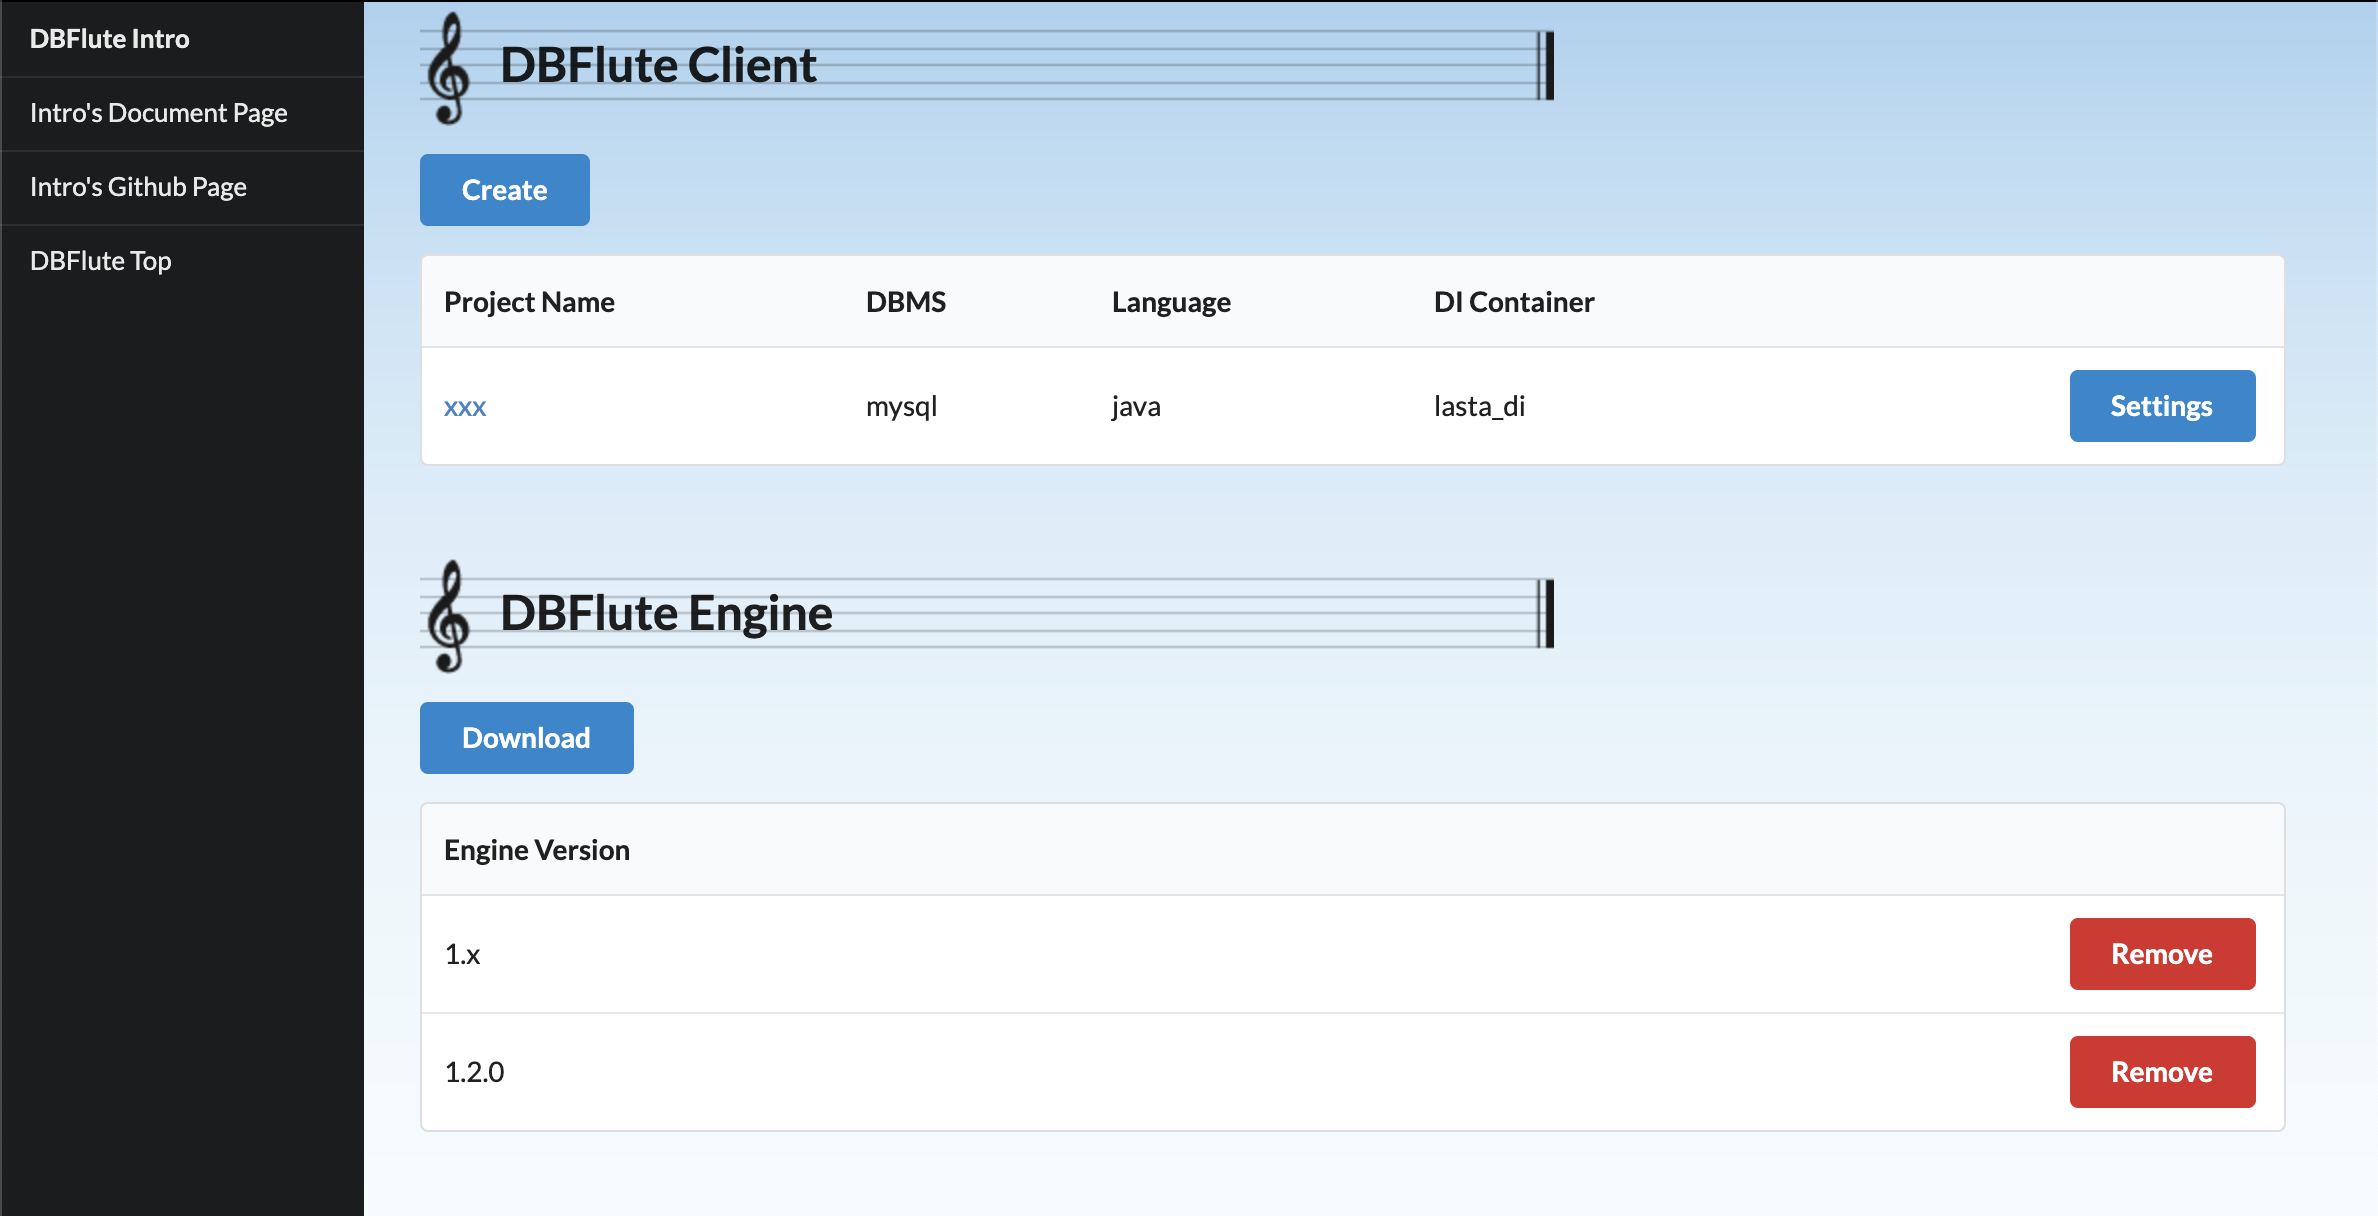 DBFlute Intro
Intro's Document Page
Intro's Github Page
DBFlute Top
DBFlute Client
Create
Project Name DBMS Language DI Container
xxx mysql java lasta_di Settings
DBFlute Engine
Download
Engine Version
1.x Remove
1.2.0 Remove